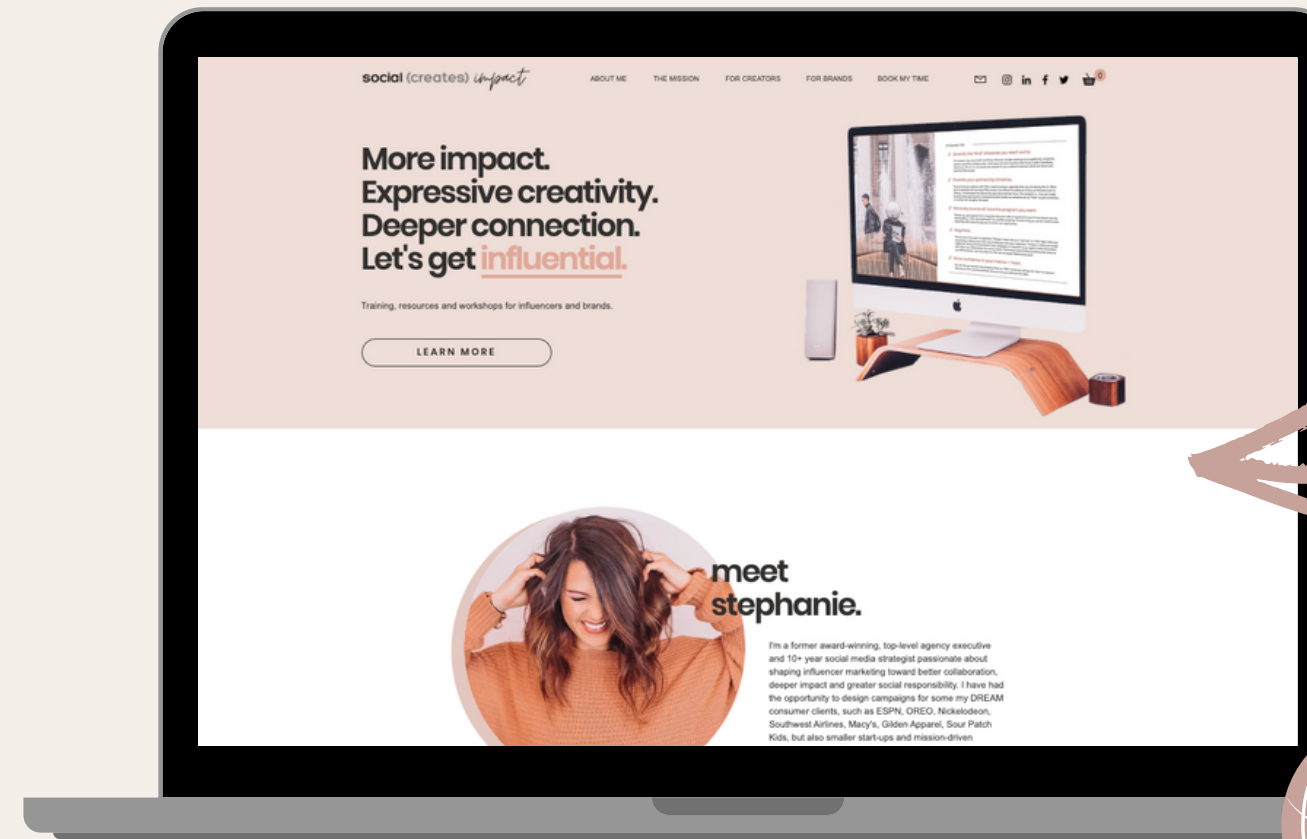 social (creates) impact
ABOUT ME THE MISSION FOR CREATORS FOR BRANDS BOOK MY TIME
0
More impact.
Expressive creativity.
Deeper connection.
Let's get influential.
Training, resources and workshops for influencers and brands.
LEARN MORE
meet
stephanie.
I'm a former award-winning, top-level agency executive
and 10+ year social media strategist passionate about
shaping influencer marketing toward better collaboration,
deeper impact and greater social responsibility. I have had
the opportunity to design campaigns for some my DREAM
consumer clients, such as ESPN, OREO, Nickelodeon,
Southwest Airlines, Macy's, Gilden Apparel, Sour Patch
Kids, but also smaller start-ups and mission-driven